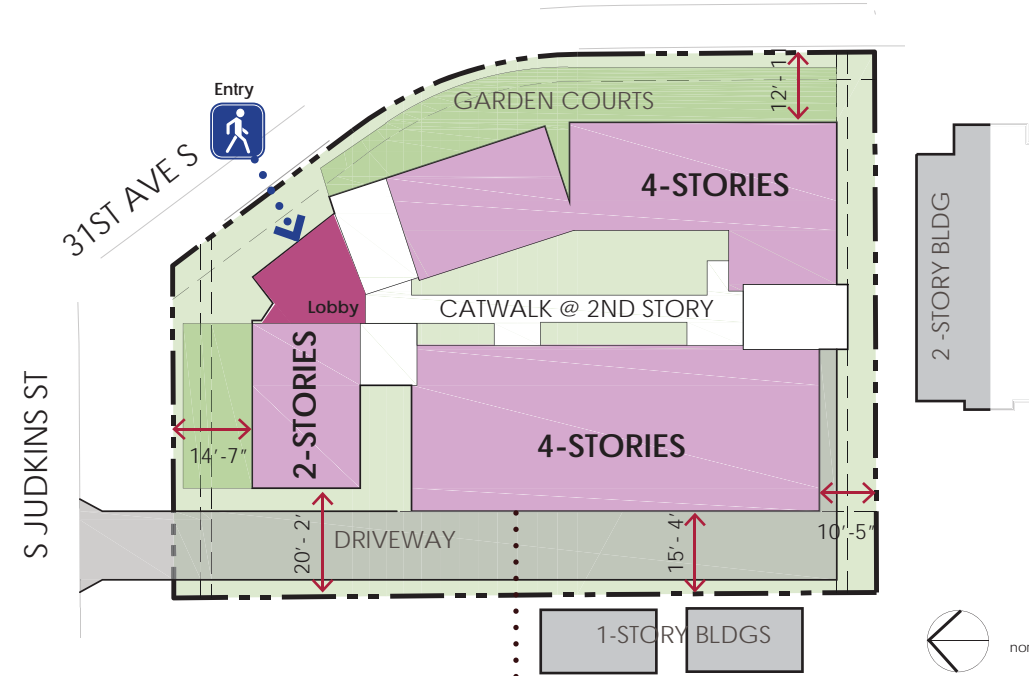 Entry
31ST AVE S
GARDEN COURTS
12'- 1
4-STORIES
2 -STORY BLDG
Lobby
CATWALK @ 2ND STORY
2-STORIES
4-STORIES
S JUDKINS ST
14'-7"
20'- 2'
DRIVEWAY
15'- 4'
10'-5"
1-STORY BLDGS
nor